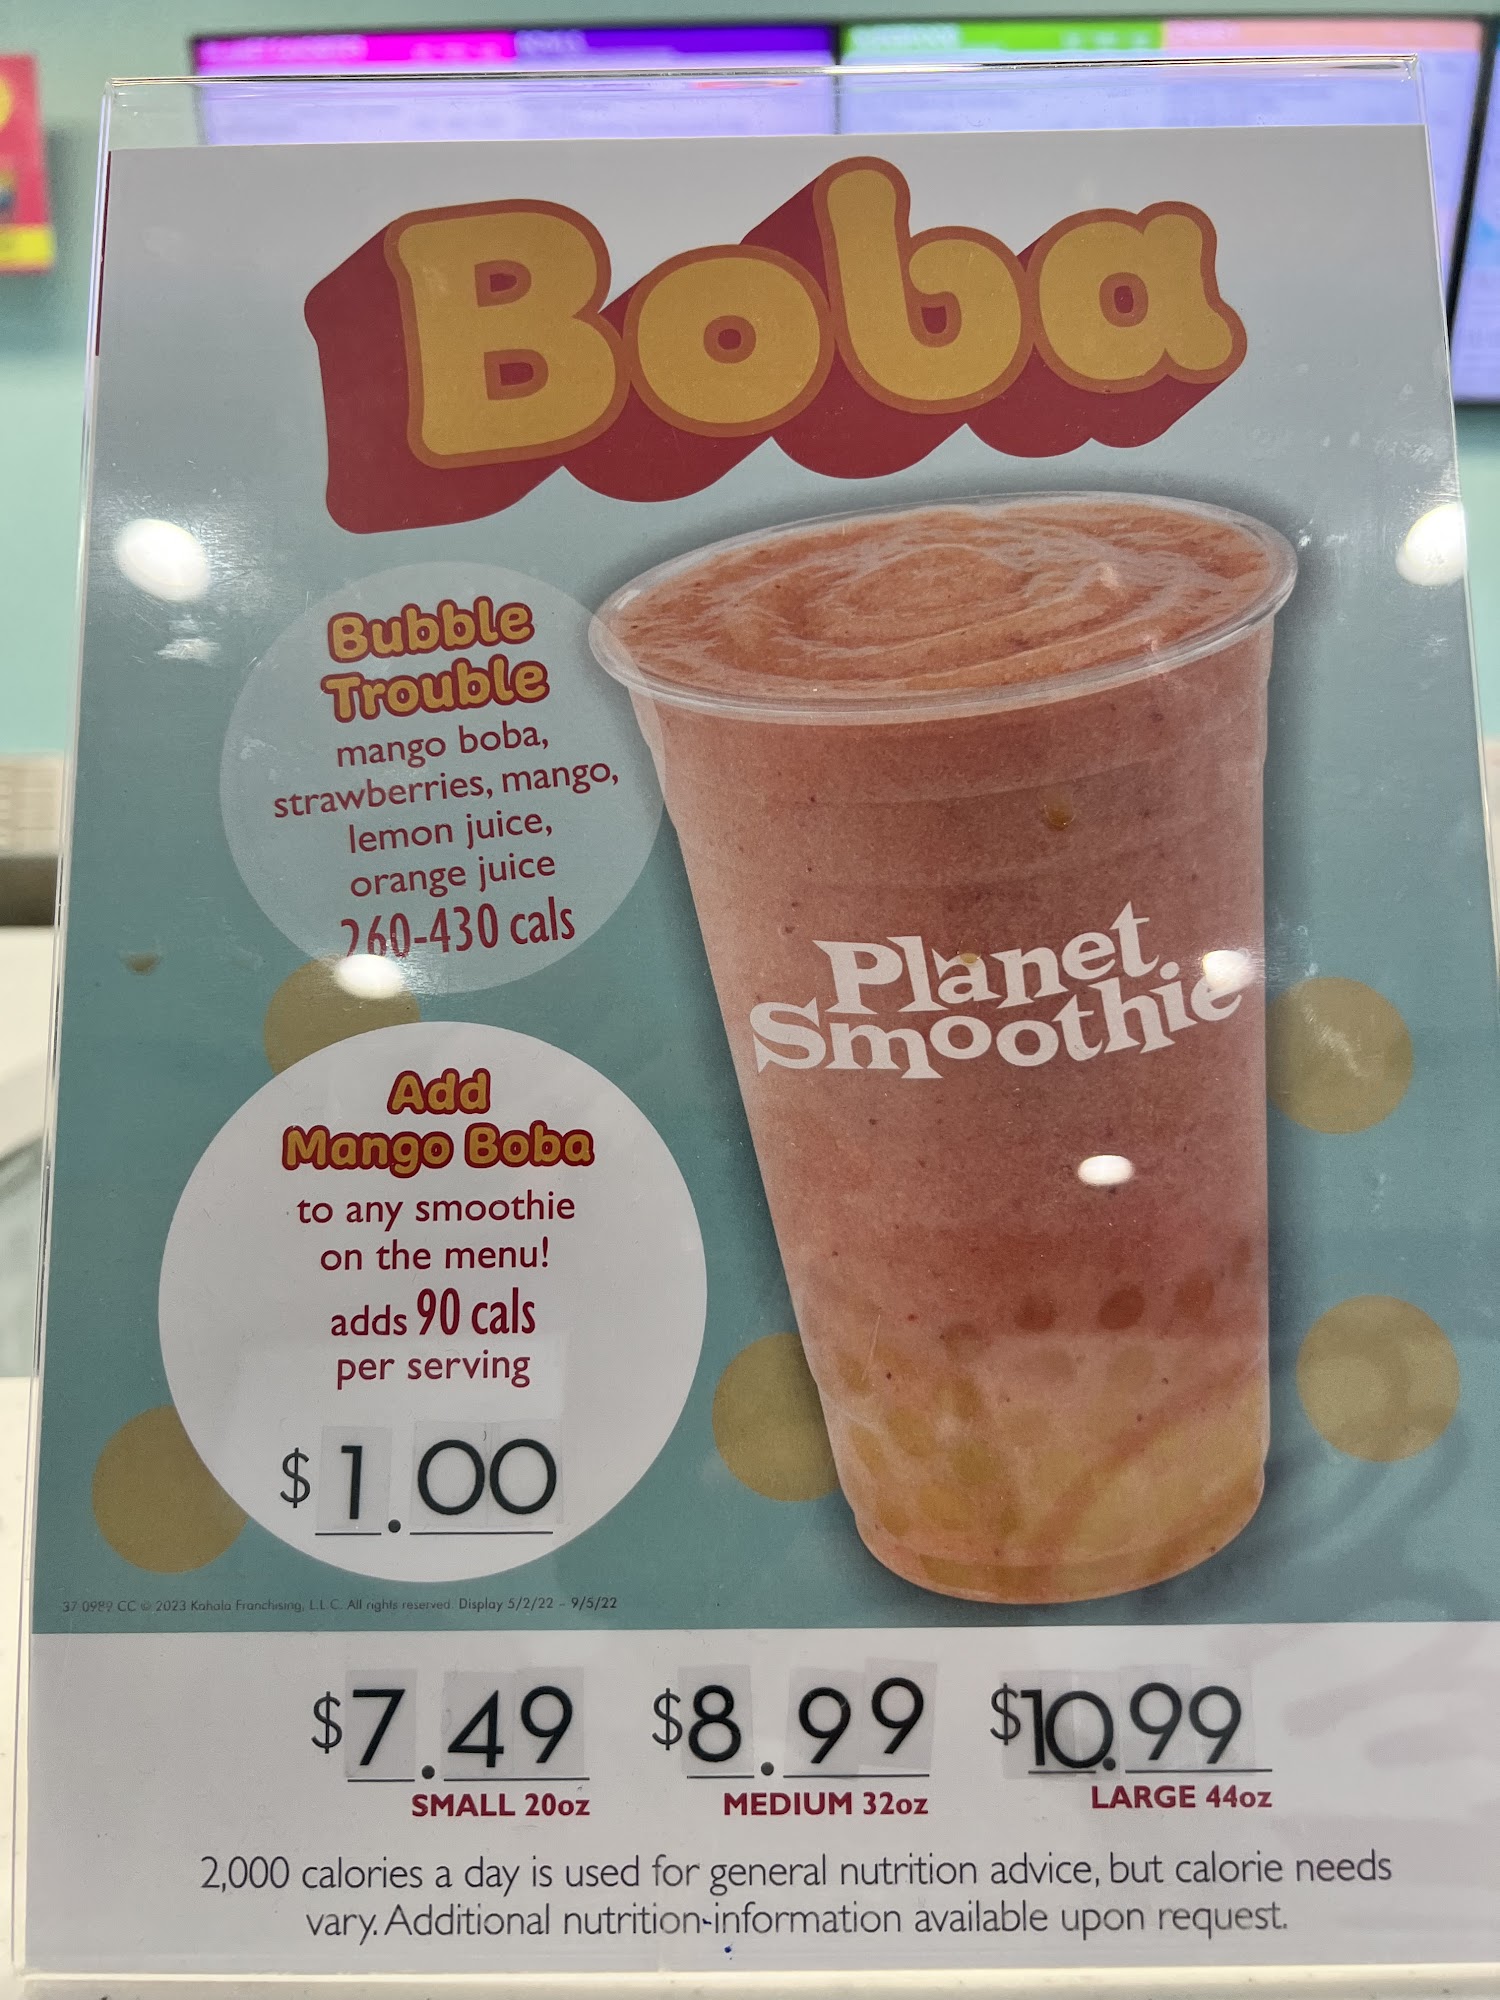 Boba
Bubble
Trouble
mango boba,
strawberries, mango,
lemon juice,
orange juice
260-430 cals
Planet
Smoothie
Add
Mango Boba
to any smoothie
on the menu!
adds 90 cals
per serving
$1.00
37.0989 CC © 2023 Kahala Franchising, L.L.C. All rights reserved. Display 5/2/22 - 9/5/22
$7.49 $8.99 $10.99
SMALL 20oz MEDIUM 32oz LARGE 44oz
2,000 calories a day is used for general nutrition advice, but calorie needs
vary. Additional nutrition information available upon request.